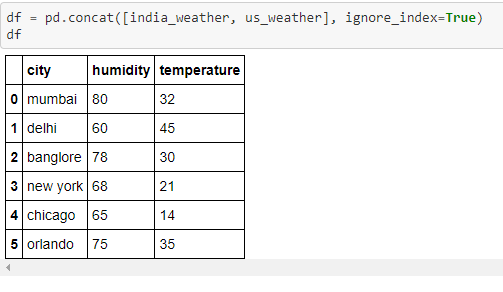 df = pd.concat([india_weather, us_weather], ignore_index=True)
df
city humidity temperature
0 mumbai 80 32
1 delhi 60 45
2 banglore 78 30
3 new york 68 21
4 chicago 65 14
5 orlando 75 35